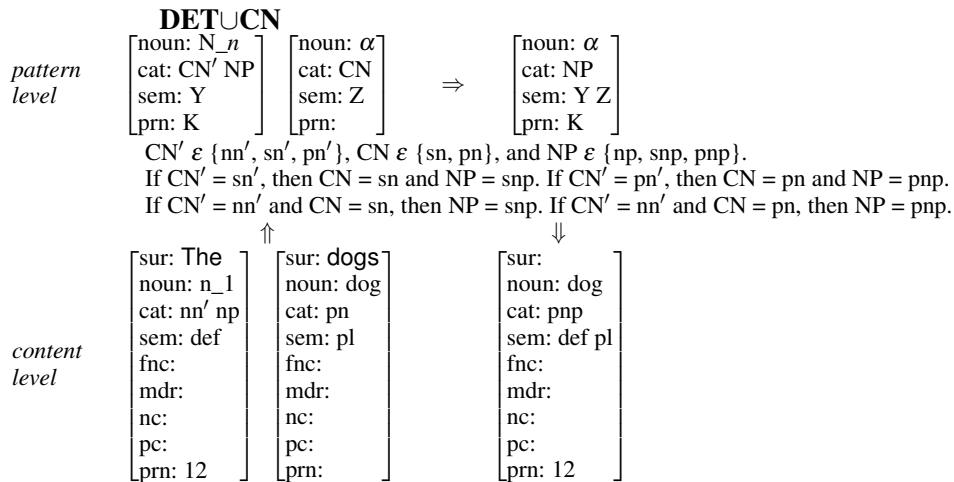 DET∪CN
[noun: N_n] [noun: α] [noun: α]
pattern [cat: CN′ NP] [cat: CN] ⇒ [cat: NP]
level [sem: Y] [sem: Z] [sem: Y Z]
[prn: K] [prn: ] [prn: K]
CN′ ε {nn′, sn′, pn′}, CN ε {sn, pn}, and NP ε {np, snp, pnp}.
If CN′ = sn′, then CN = sn and NP = snp. If CN′ = pn′, then CN = pn and NP = pnp.
If CN′ = nn′ and CN = sn, then NP = snp. If CN′ = nn′ and CN = pn, then NP = pnp.
⇑ ⇓
[sur: The] [sur: dogs] [sur: ]
[noun: n_1] [noun: dog] [noun: dog]
[cat: nn′ np] [cat: pn] [cat: pnp]
[sem: def] [sem: pl] [sem: def pl]
content [fnc: ] [fnc: ] [fnc: ]
level [mdr: ] [mdr: ] [mdr: ]
[nc: ] [nc: ] [nc: ]
[pc: ] [pc: ] [pc: ]
[prn: 12] [prn: ] [prn: 12]